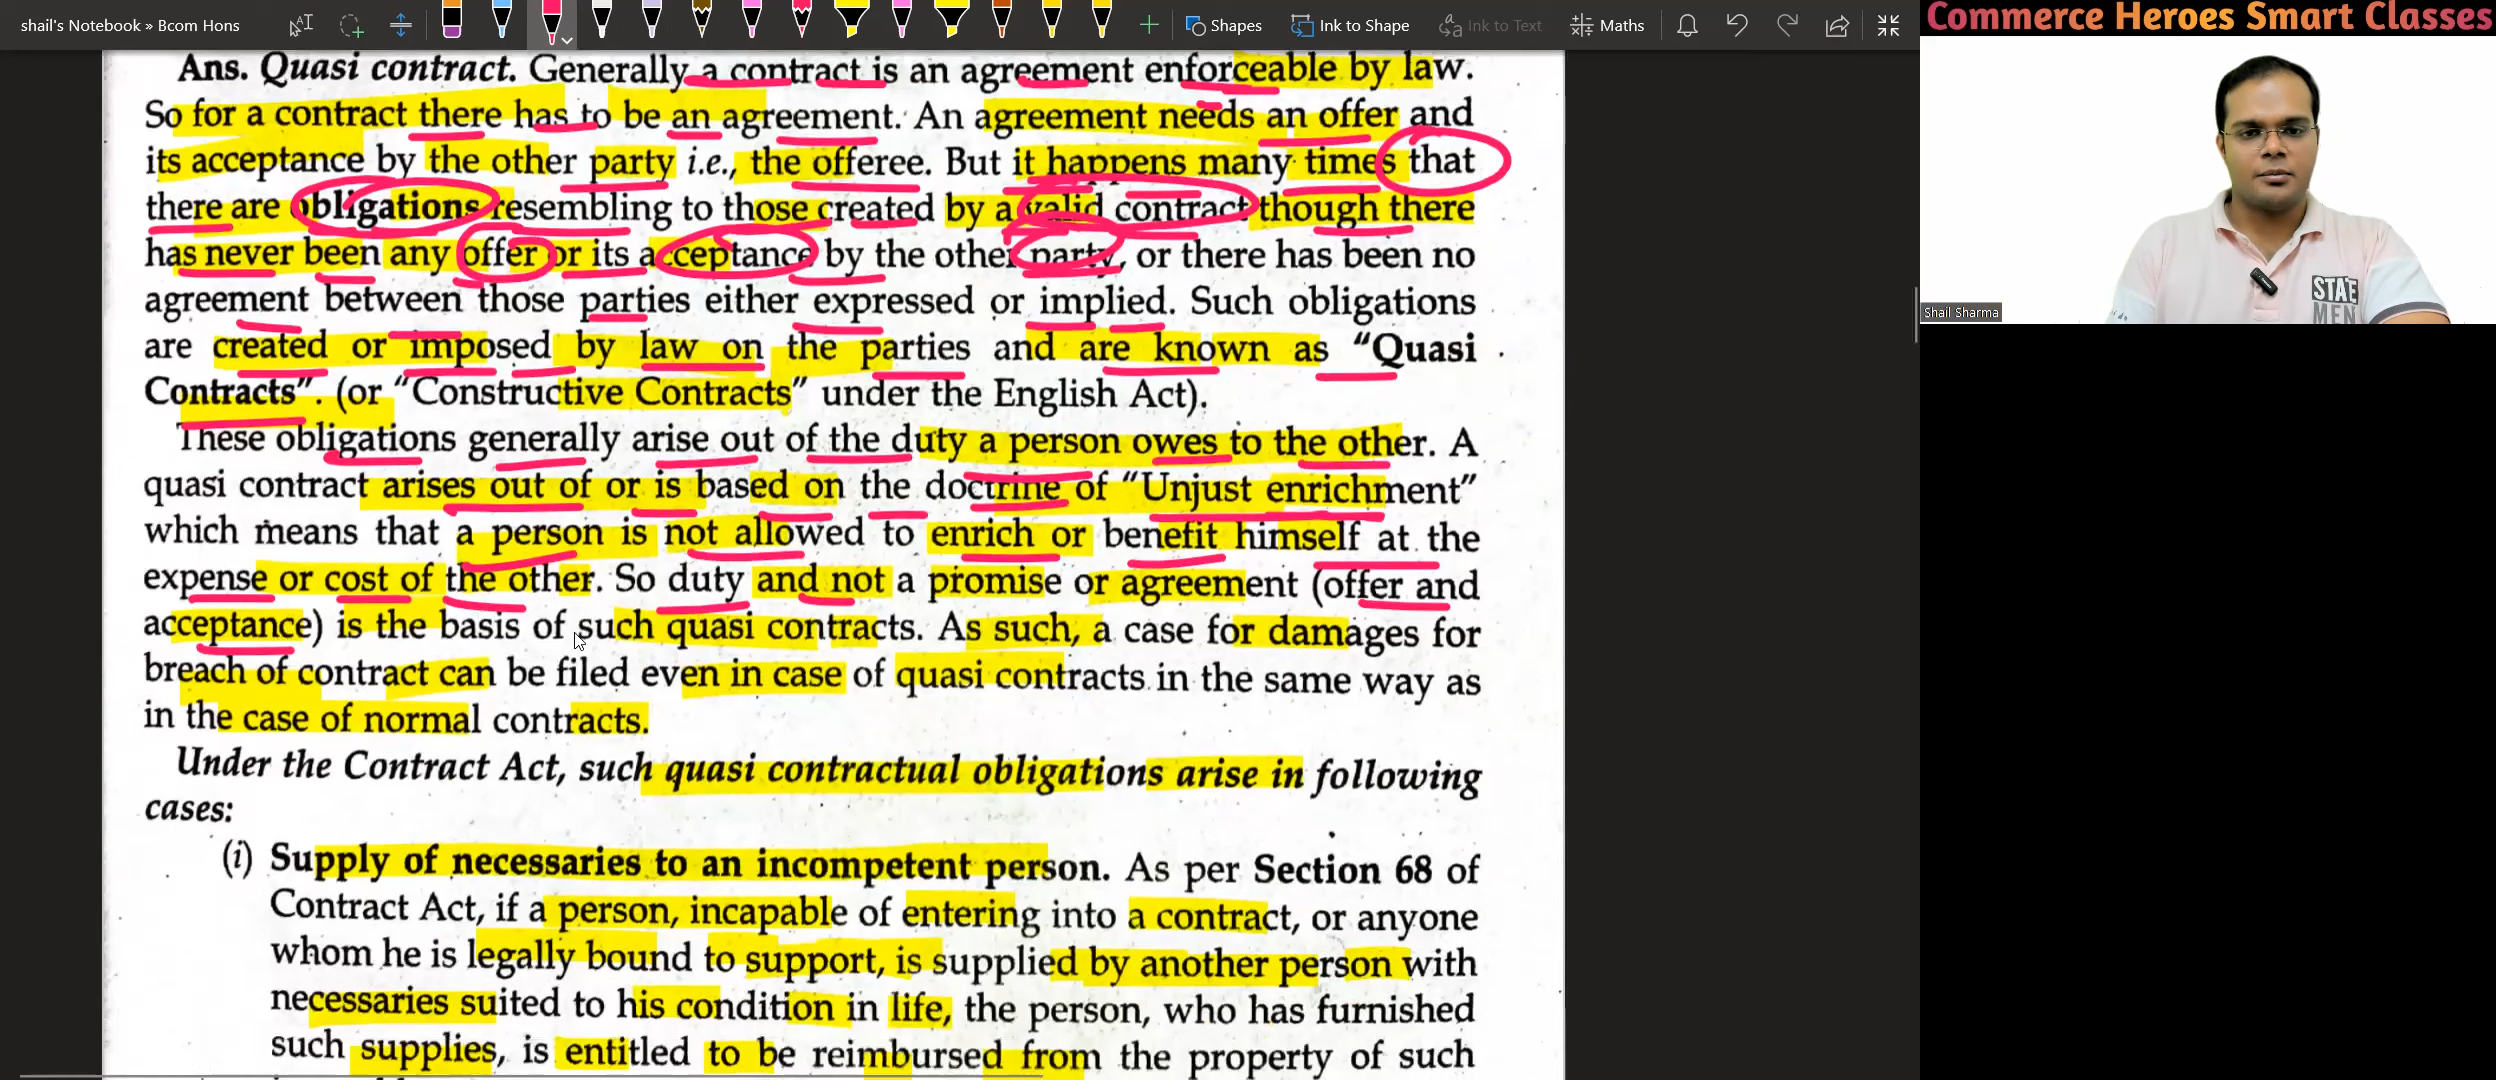 shail's Notebook » Bcom Hons
Shapes
Ink to Shape
Ink to Text
Maths
Commerce Heroes Smart Classes
Ans. Quasi contract. Generally a contract is an agreement enforceable by law.
So for a contract there has to be an agreement. An agreement needs an offer and
its acceptance by the other party i.e., the offeree. But it happens many times that
there are obligations resembling to those created by a valid contract though there
has never been any offer or its acceptance by the other party, or there has been no
agreement between those parties either expressed or implied. Such obligations
are created or imposed by law on the parties and are known as "Quasi
Contracts". (or "Constructive Contracts" under the English Act).
These obligations generally arise out of the duty a person owes to the other. A
quasi contract arises out of or is based on the doctrine of "Unjust enrichment"
which means that a person is not allowed to enrich or benefit himself at the
expense or cost of the other. So duty and not a promise or agreement (offer and
acceptance) is the basis of such quasi contracts. As such, a case for damages for
breach of contract can be filed even in case of quasi contracts in the same way as
in the case of normal contracts.
Under the Contract Act, such quasi contractual obligations arise in following
cases:
(i) Supply of necessaries to an incompetent person. As per Section 68 of
Contract Act, if a person, incapable of entering into a contract, or anyone
whom he is legally bound to support, is supplied by another person with
necessaries suited to his condition in life, the person, who has furnished
such supplies, is entitled to be reimbursed from the property of such
STATE
MEN
Shail Sharma